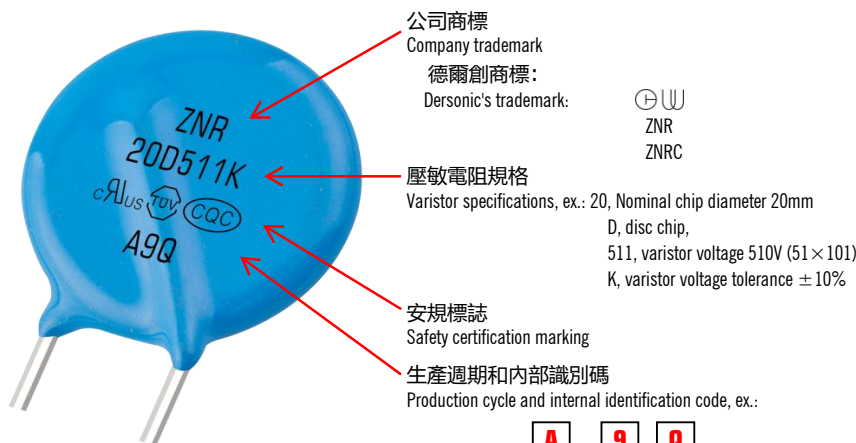 公司商標
Company trademark
德爾創商標：
Dersonic's trademark:
ZNR
ZNRC
ZNR
20D511K
cRUus TÜV CQC
A9Q
壓敏電阻規格
Varistor specifications, ex.: 20, Nominal chip diameter 20mm
D, disc chip,
511, varistor voltage 510V (51×101)
K, varistor voltage tolerance ±10%
安規標誌
Safety certification marking
生產週期和內部識別碼
Production cycle and internal identification code, ex.:
A 9 Q